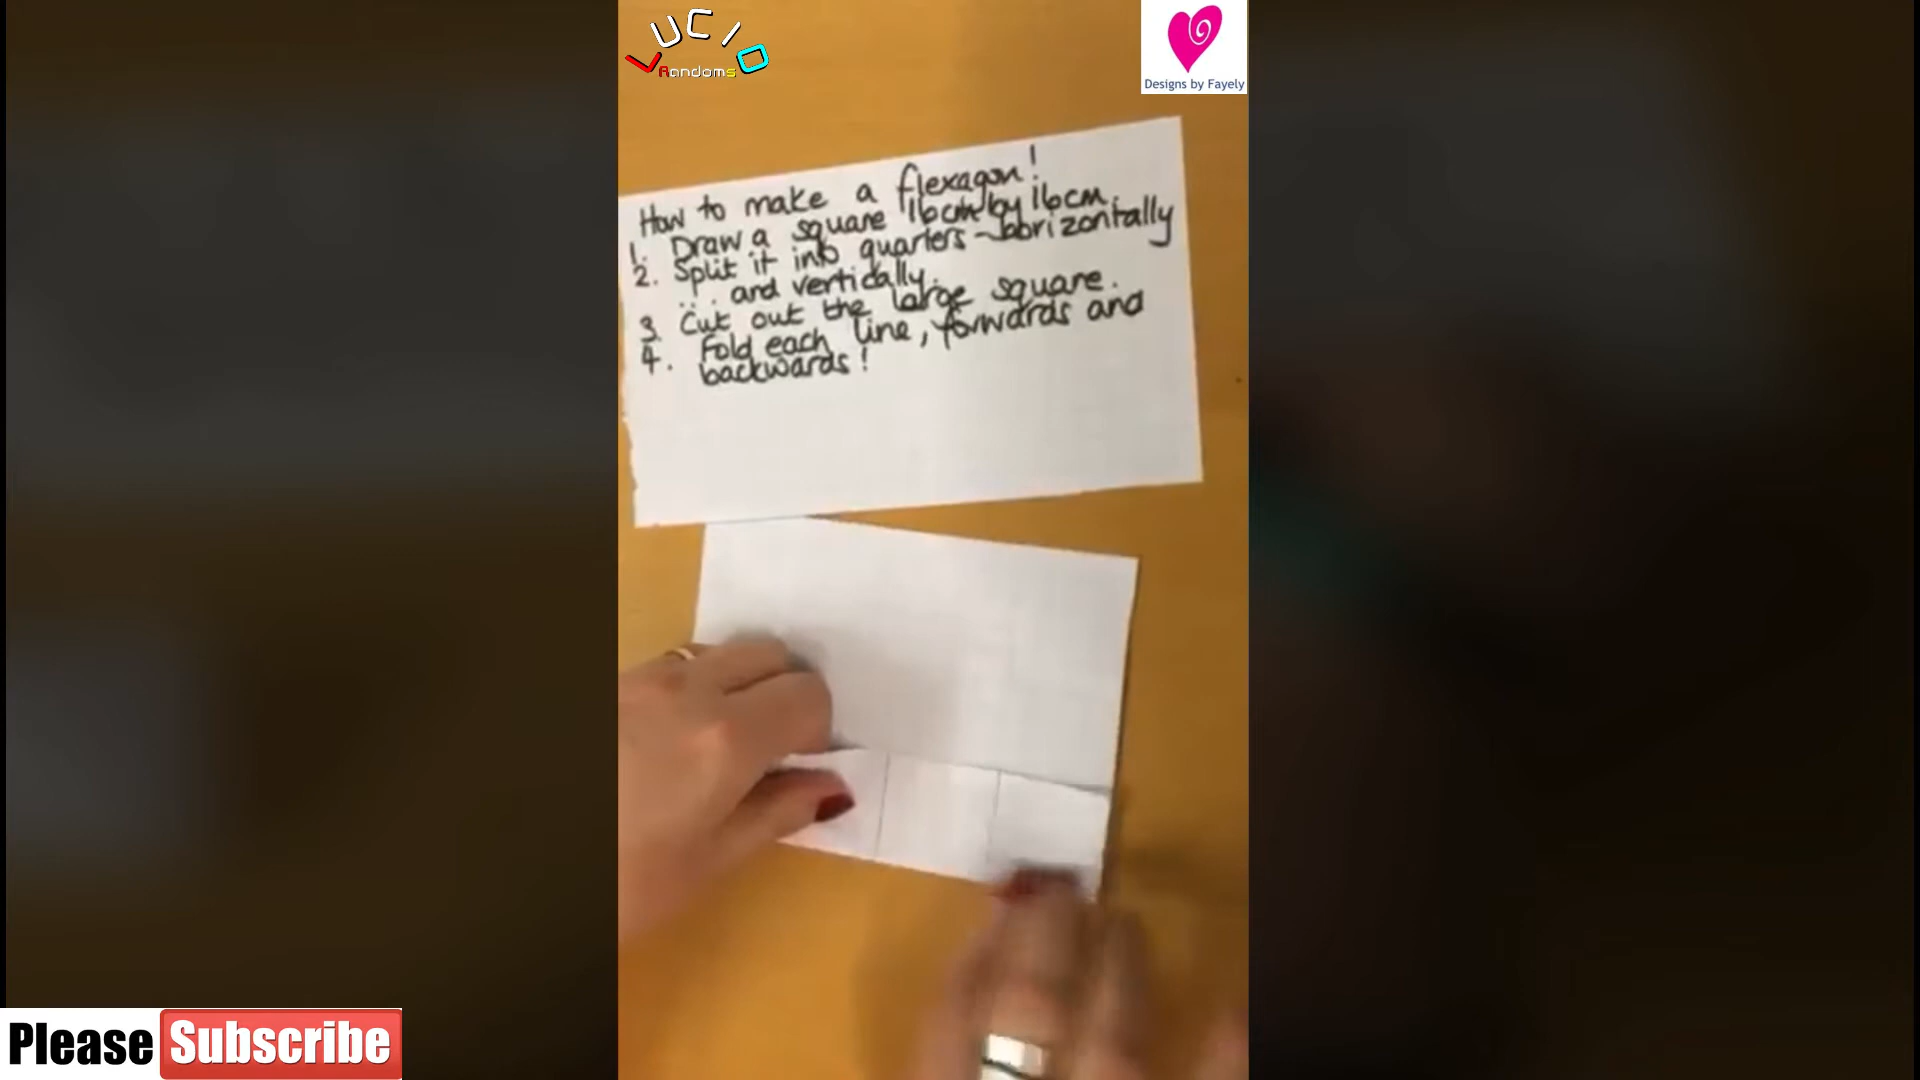 LUCIO
Randoms
Designs by Fayely
How to make a flexagon!
1. Draw a square 16cm by 16cm.
2. Split it into quarters - horizontally
... and vertically.
3. Cut out the large square.
4. Fold each line, forwards and
backwards!
Please Subscribe